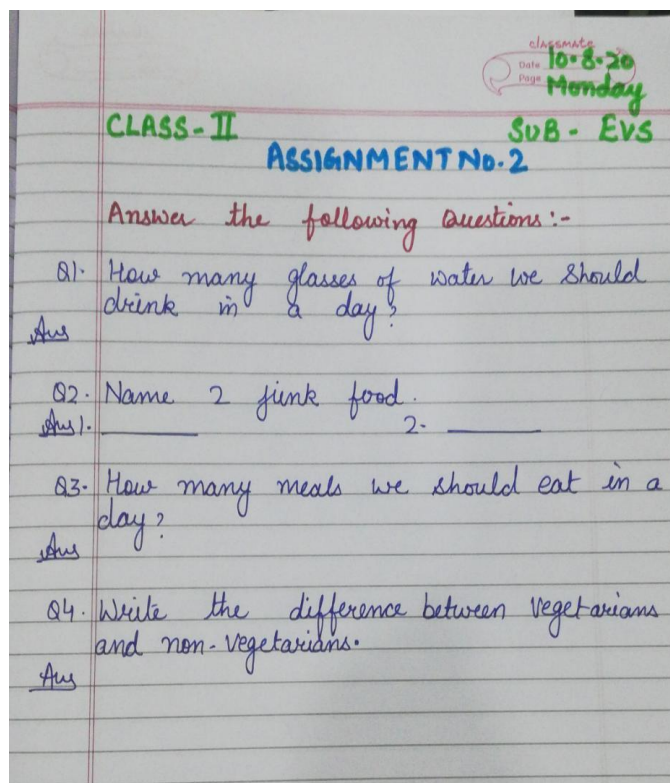 classmate
Date 10.8.20
Page Monday
CLASS-II SUB - EVS
ASSIGNMENT No.2
Answer the following Questions:-
Q1. How many glasses of water we should
drink in a day?
Ans
Q2. Name 2 junk food.
Ans 1. ______ 2. ______
Q3. How many meals we should eat in a
day?
Ans
Q4. Write the difference between vegetarians
and non-vegetarians.
Ans